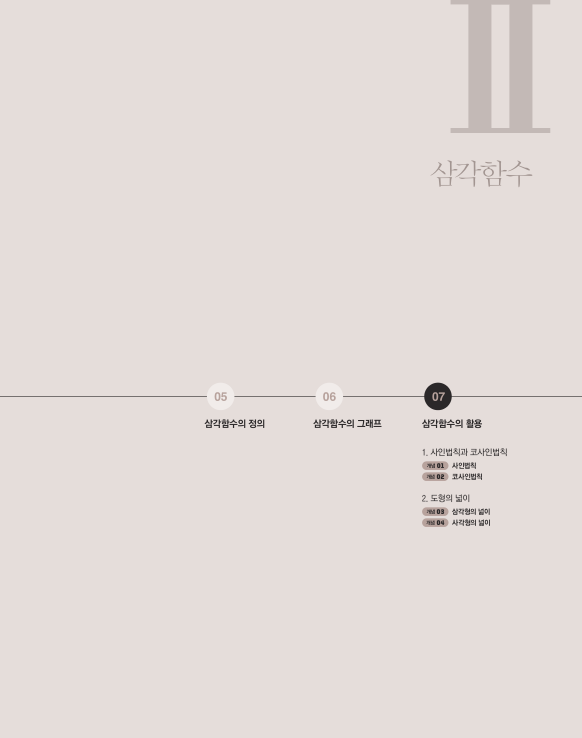 II
삼각함수
05 06 07
삼각함수의 정의 삼각함수의 그래프 삼각함수의 활용
1. 사인법칙과 코사인법칙
개념 01 사인법칙
개념 02 코사인법칙
2. 도형의 넓이
개념 03 삼각형의 넓이
개념 04 사각형의 넓이